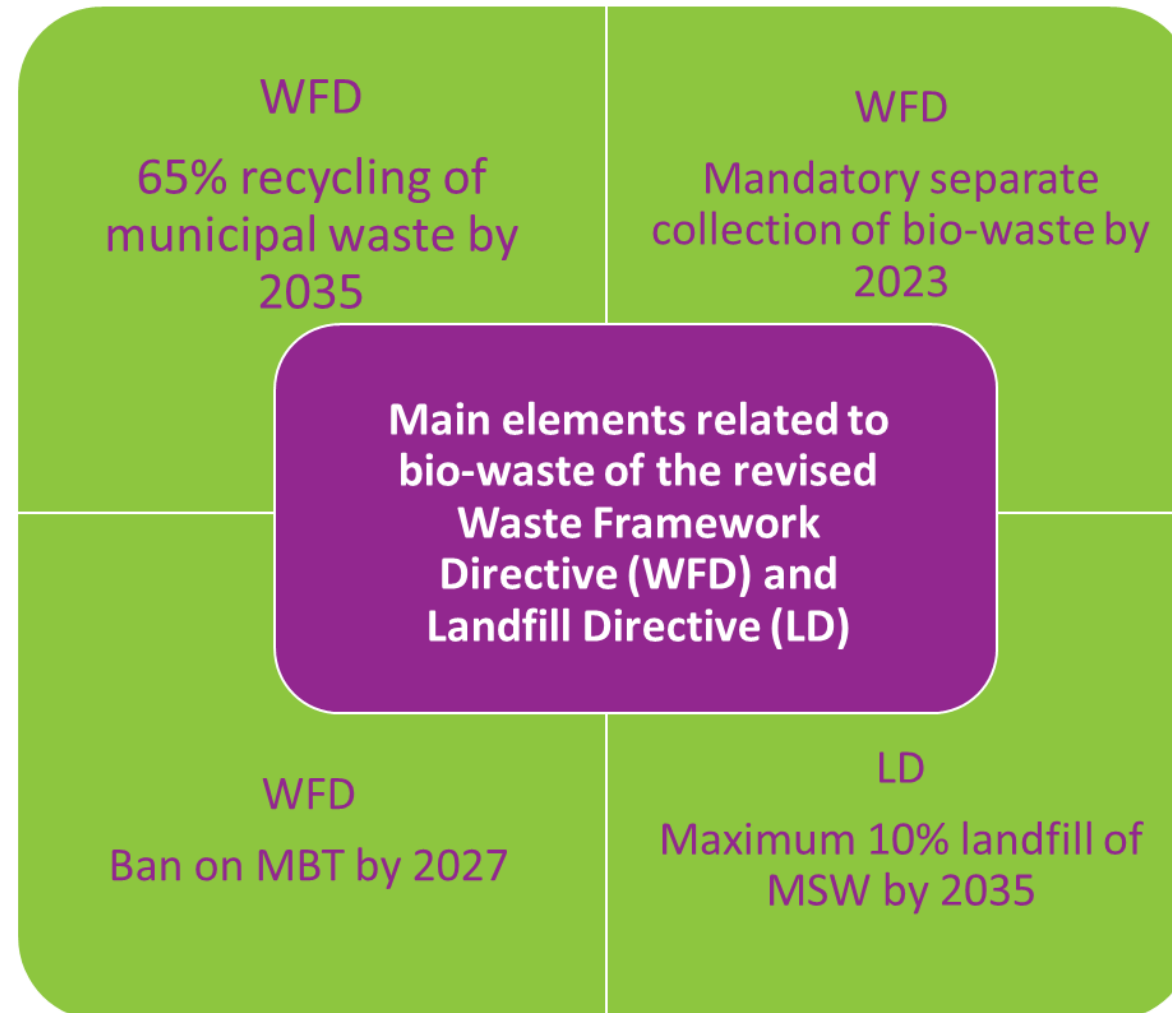 WFD
65% recycling of
municipal waste by
2035
WFD
Mandatory separate
collection of bio-waste by
2023
Main elements related to
bio-waste of the revised
Waste Framework
Directive (WFD) and
Landfill Directive (LD)
WFD
Ban on MBT by 2027
LD
Maximum 10% landfill of
MSW by 2035